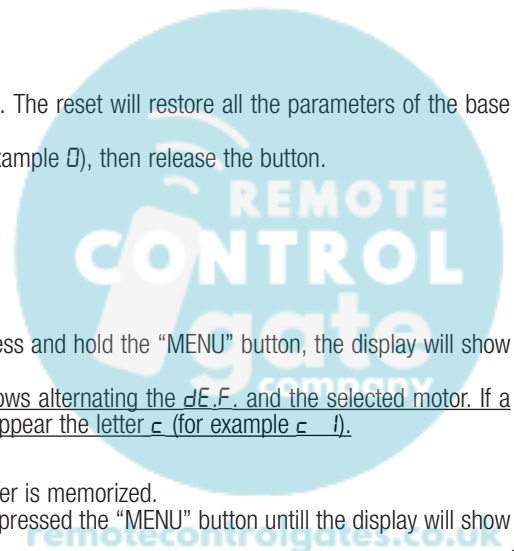 . The reset will restore all the parameters of the base
ample 0), then release the button.
REMOTE
CONTROL
gate
company
ess and hold the “MENU” button, the display will show
ows alternating the dE.F. and the selected motor. If a
ppear the letter c (for example c 1).
er is memorized.
pressed the “MENU” button untill the display will show
remotecontrolgates.co.uk